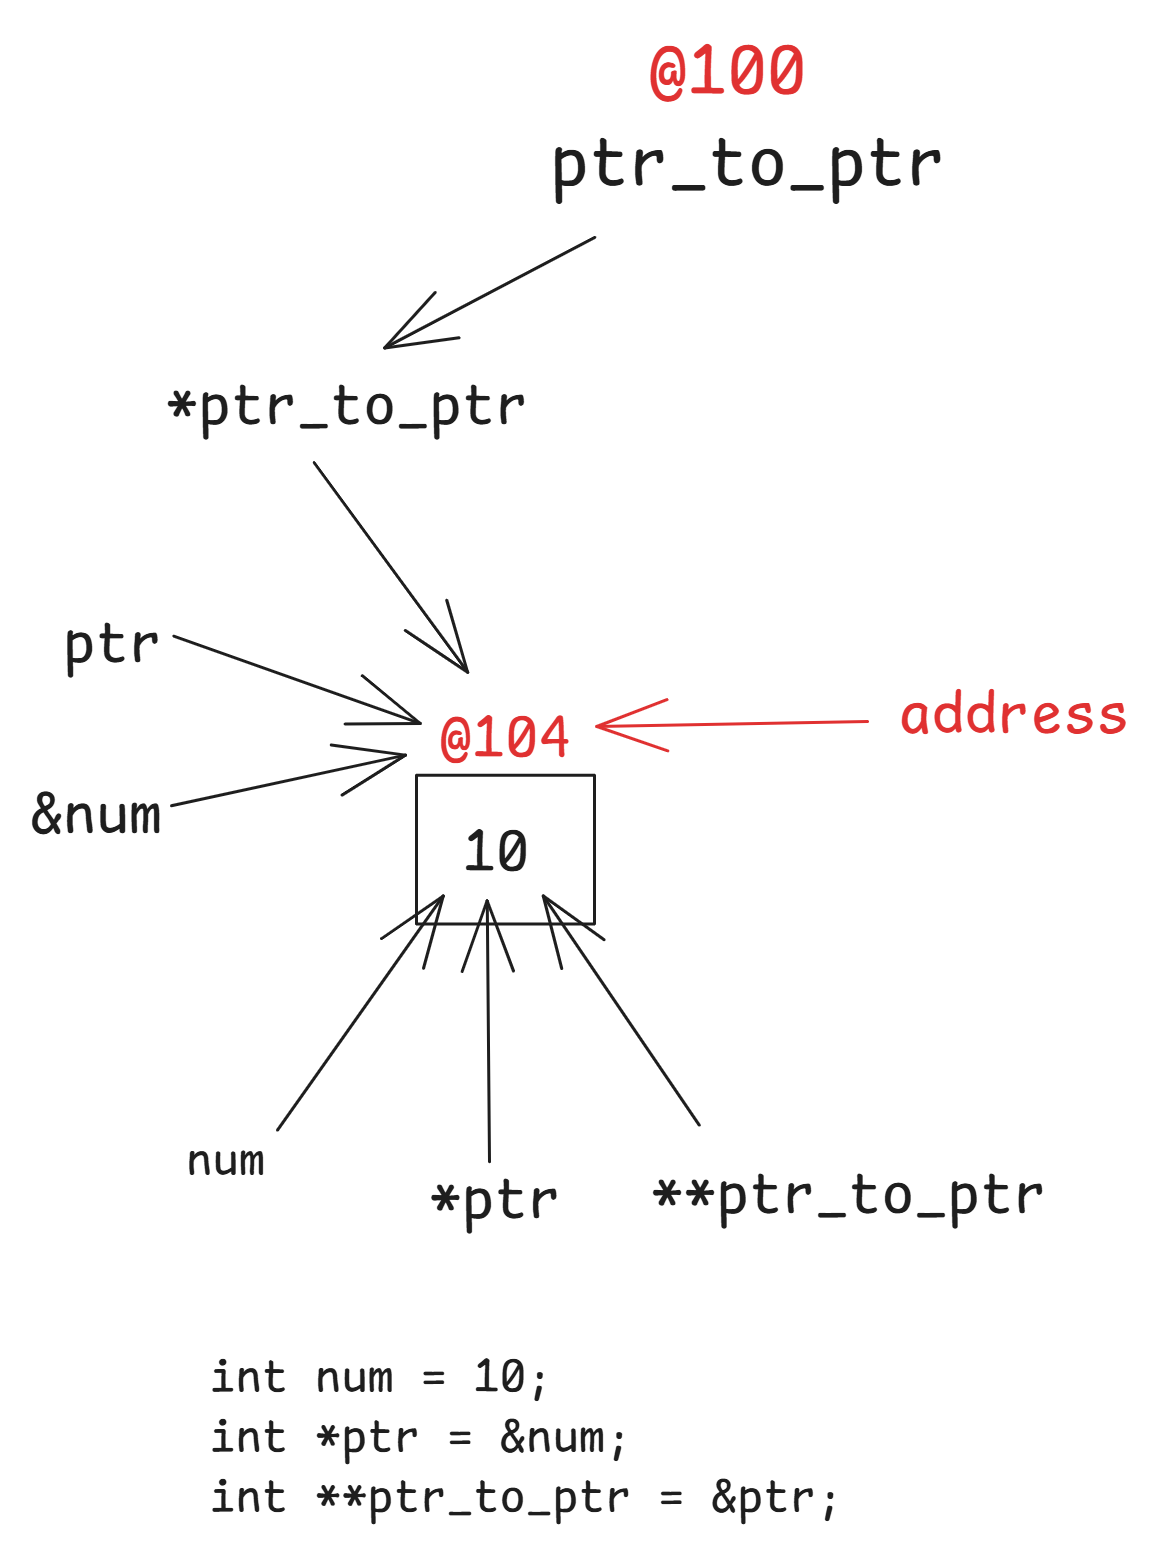 @100
ptr_to_ptr
*ptr_to_ptr
ptr
@104
address
&num
10
num
*ptr
**ptr_to_ptr
int num = 10;
int *ptr = &num;
int **ptr_to_ptr = &ptr;